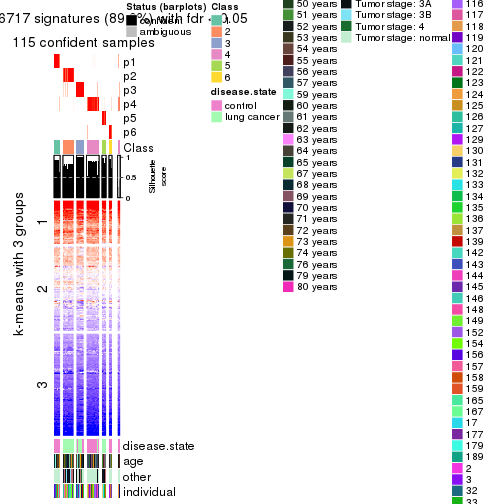 6717 signatures (89.
0.05
115 confident samples
p1
p2
p3
p4
p5
p6
Class
1
0.5
0
Silhouette
score
k-means with 3 groups
1
2
3
disease.state
age
other
individual
Status (barplots)
confident
ambiguous
Class
1
2
3
4
5
6
disease.state
control
lung cancer
50 years
51 years
52 years
53 years
54 years
55 years
56 years
57 years
59 years
60 years
61 years
62 years
63 years
64 years
65 years
67 years
68 years
69 years
70 years
71 years
72 years
73 years
74 years
76 years
79 years
80 years
Tumor stage: 3A
Tumor stage: 3B
Tumor stage: 4
Tumor stage: normal
116
117
118
119
120
121
122
123
124
125
126
127
129
130
131
132
133
134
135
136
137
139
142
143
144
145
146
148
149
152
154
156
157
158
159
165
167
17
177
179
189
2
3
32
33